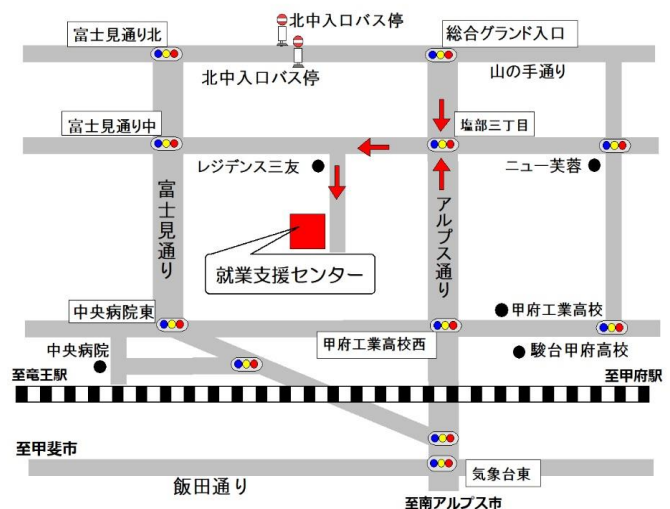 富士見通り北
北中入口バス停
総合グランド入口
北中入口バス停
山の手通り
富士見通り中
塩部三丁目
レジデンス三友
ニュー芙蓉
富士見通り
アルプス通り
就業支援センター
中央病院東
甲府工業高校
甲府工業高校西
中央病院
駿台甲府高校
至竜王駅
至甲府駅
至甲斐市
飯田通り
気象台東
至南アルプス市